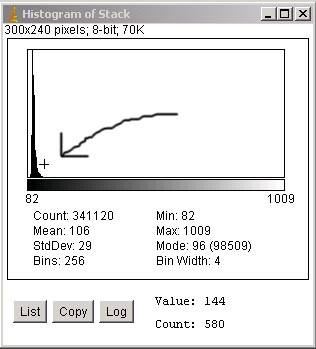 Histogram of Stack
300x240 pixels; 8-bit; 70K
82 1009
Count: 341120 Min: 82
Mean: 106 Max: 1009
StdDev: 29 Mode: 96 (98509)
Bins: 256 Bin Width: 4
List Copy Log Value: 144
Count: 580